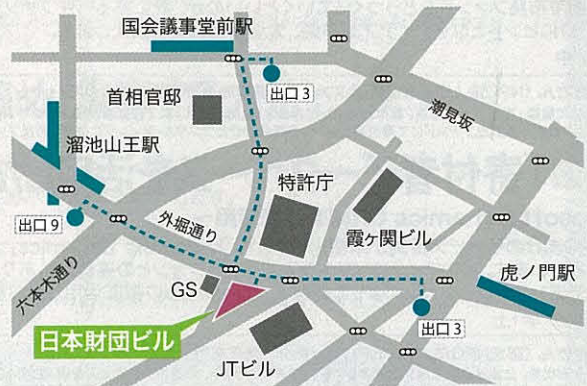 国会議事堂前駅
出口3
首相官邸
潮見坂
溜池山王駅
特許庁
出口9
外堀通り
霞ヶ関ビル
六本木通り
GS
虎ノ門駅
日本財団ビル
出口3
JTビル